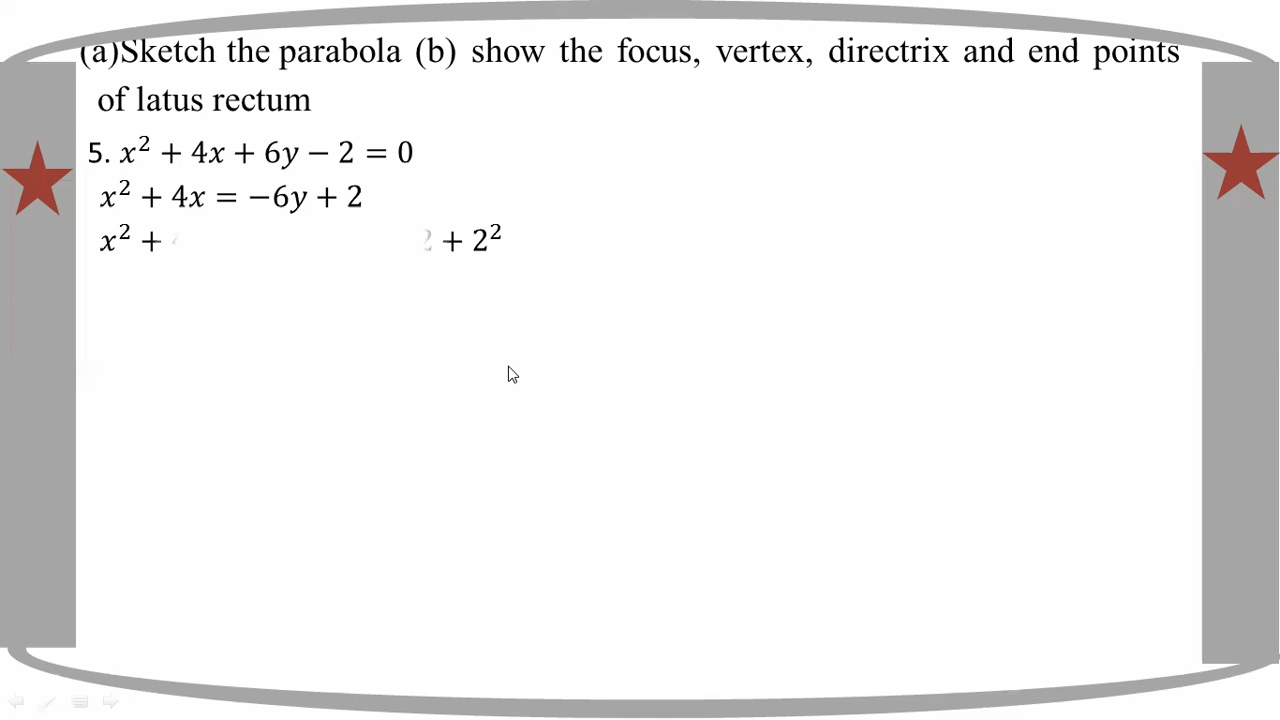 (a)Sketch the parabola (b) show the focus, vertex, directrix and end points
of latus rectum
5. x² + 4x + 6y − 2 = 0
x² + 4x = −6y + 2
x² + 2 + 2²